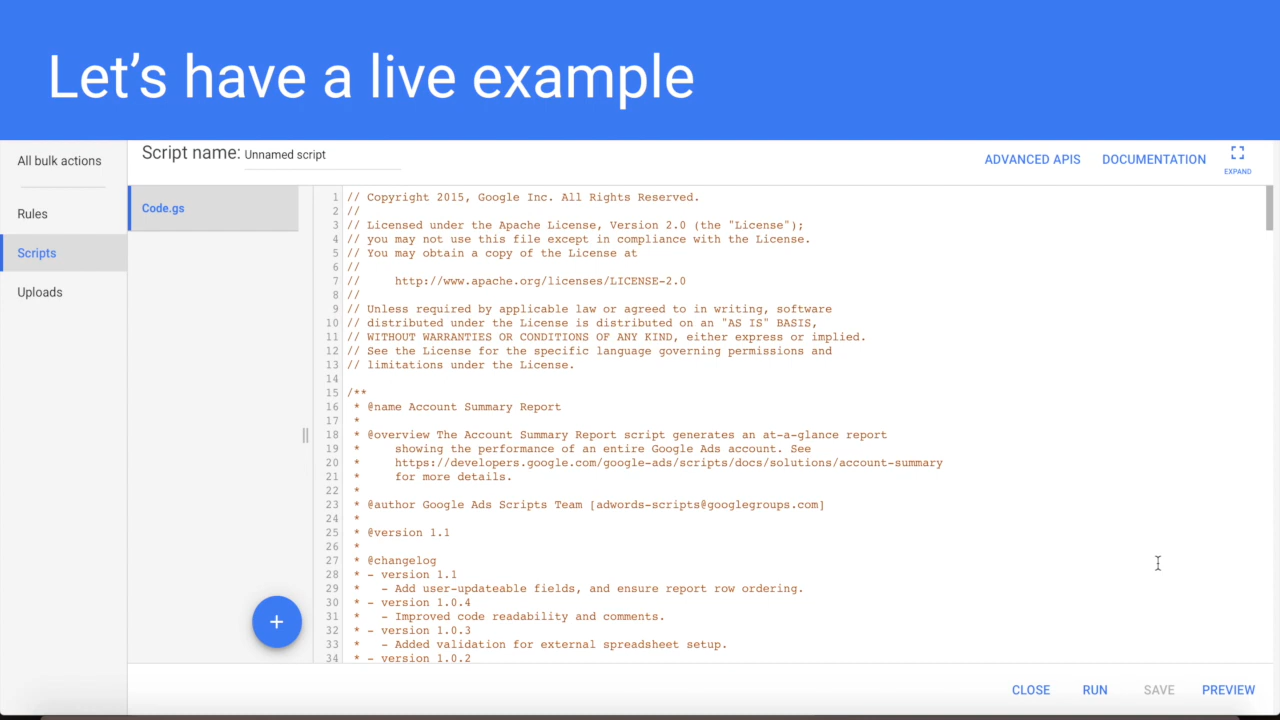 Let's have a live example
All bulk actions
Rules
Scripts
Uploads
Script name: Unnamed script
ADVANCED APIS
DOCUMENTATION
EXPAND
Code.gs
1 // Copyright 2015, Google Inc. All Rights Reserved.
2 //
3 // Licensed under the Apache License, Version 2.0 (the "License");
4 // you may not use this file except in compliance with the License.
5 // You may obtain a copy of the License at
6 //
7 //     http://www.apache.org/licenses/LICENSE-2.0
8 //
9 // Unless required by applicable law or agreed to in writing, software
10 // distributed under the License is distributed on an "AS IS" BASIS,
11 // WITHOUT WARRANTIES OR CONDITIONS OF ANY KIND, either express or implied.
12 // See the License for the specific language governing permissions and
13 // limitations under the License.
14
15 /**
16  * @name Account Summary Report
17  *
18  * @overview The Account Summary Report script generates an at-a-glance report
19  *     showing the performance of an entire Google Ads account. See
20  *     https://developers.google.com/google-ads/scripts/docs/solutions/account-summary
21  *     for more details.
22  *
23  * @author Google Ads Scripts Team [adwords-scripts@googlegroups.com]
24  *
25  * @version 1.1
26  *
27  * @changelog
28  * - version 1.1
29  *   - Add user-updateable fields, and ensure report row ordering.
30  * - version 1.0.4
31  *   - Improved code readability and comments.
32  * - version 1.0.3
33  *   - Added validation for external spreadsheet setup.
34  * - version 1.0.2
+
CLOSE
RUN
SAVE
PREVIEW